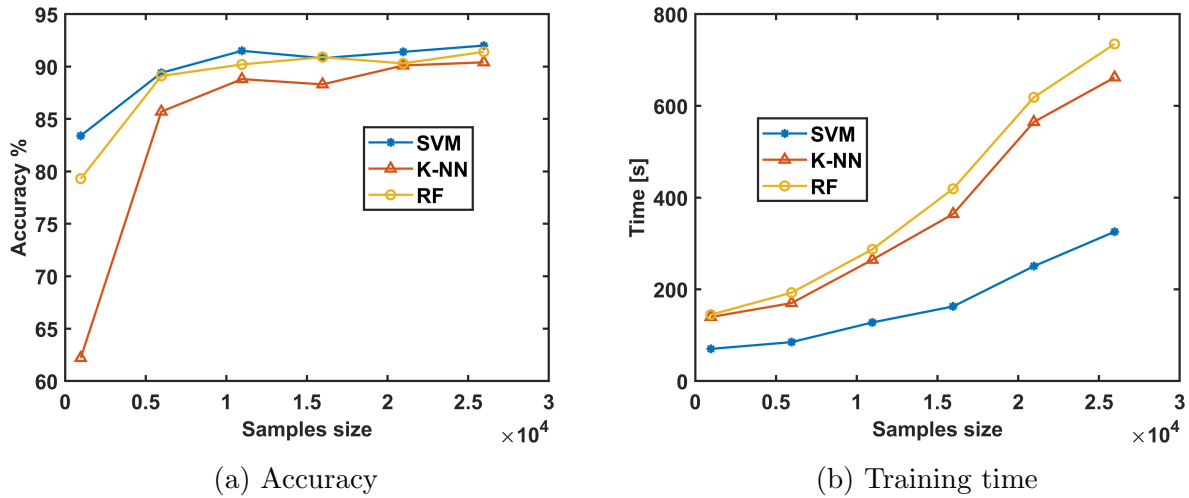 95
90
85
80
75
70
65
60
Accuracy %
SVM
K-NN
RF
0 0.5 1 1.5 2 2.5 3
Samples size
×10^4
(a) Accuracy
800
600
400
200
0
Time [s]
SVM
K-NN
RF
0 0.5 1 1.5 2 2.5 3
Samples size
×10^4
(b) Training time